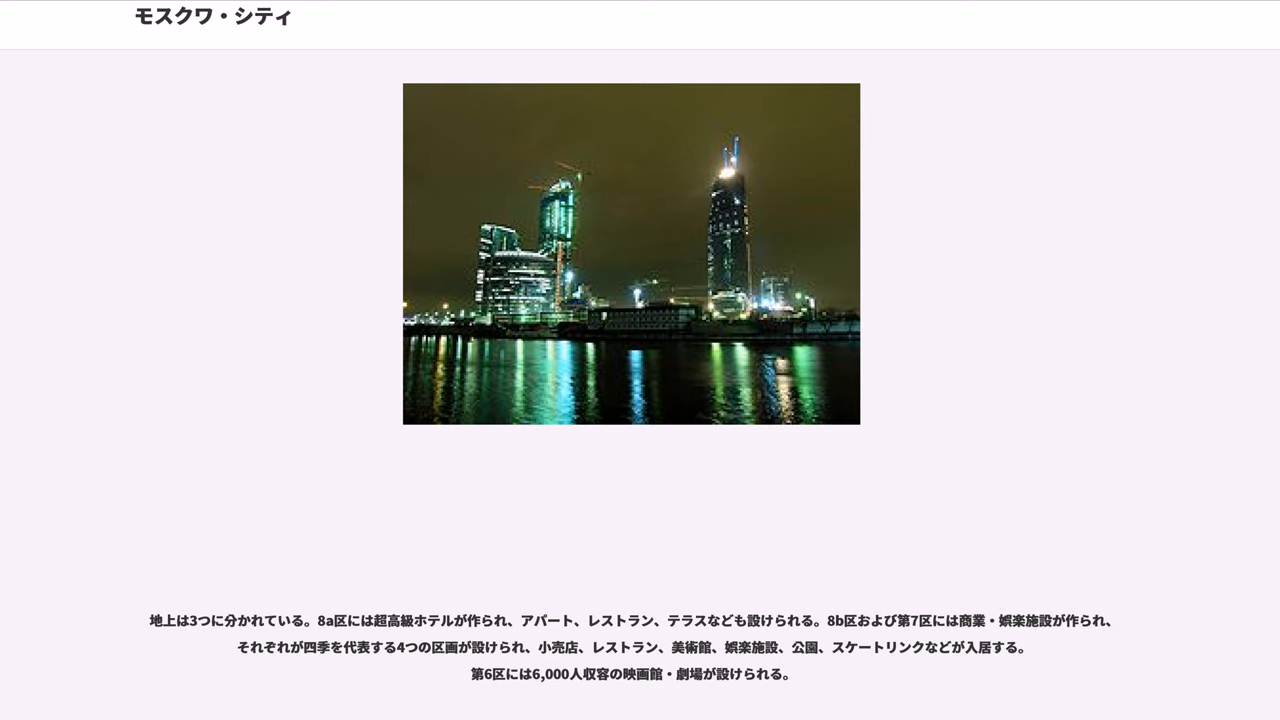 モスクワ・シティ
地上は3つに分かれている。8a区には超高級ホテルが作られ、アパート、レストラン、テラスなども設けられる。8b区および第7区には商業・娯楽施設が作られ、
それぞれが四季を代表する4つの区画が設けられ、小売店、レストラン、美術館、娯楽施設、公園、スケートリンクなどが入居する。
第6区には6,000人収容の映画館・劇場が設けられる。